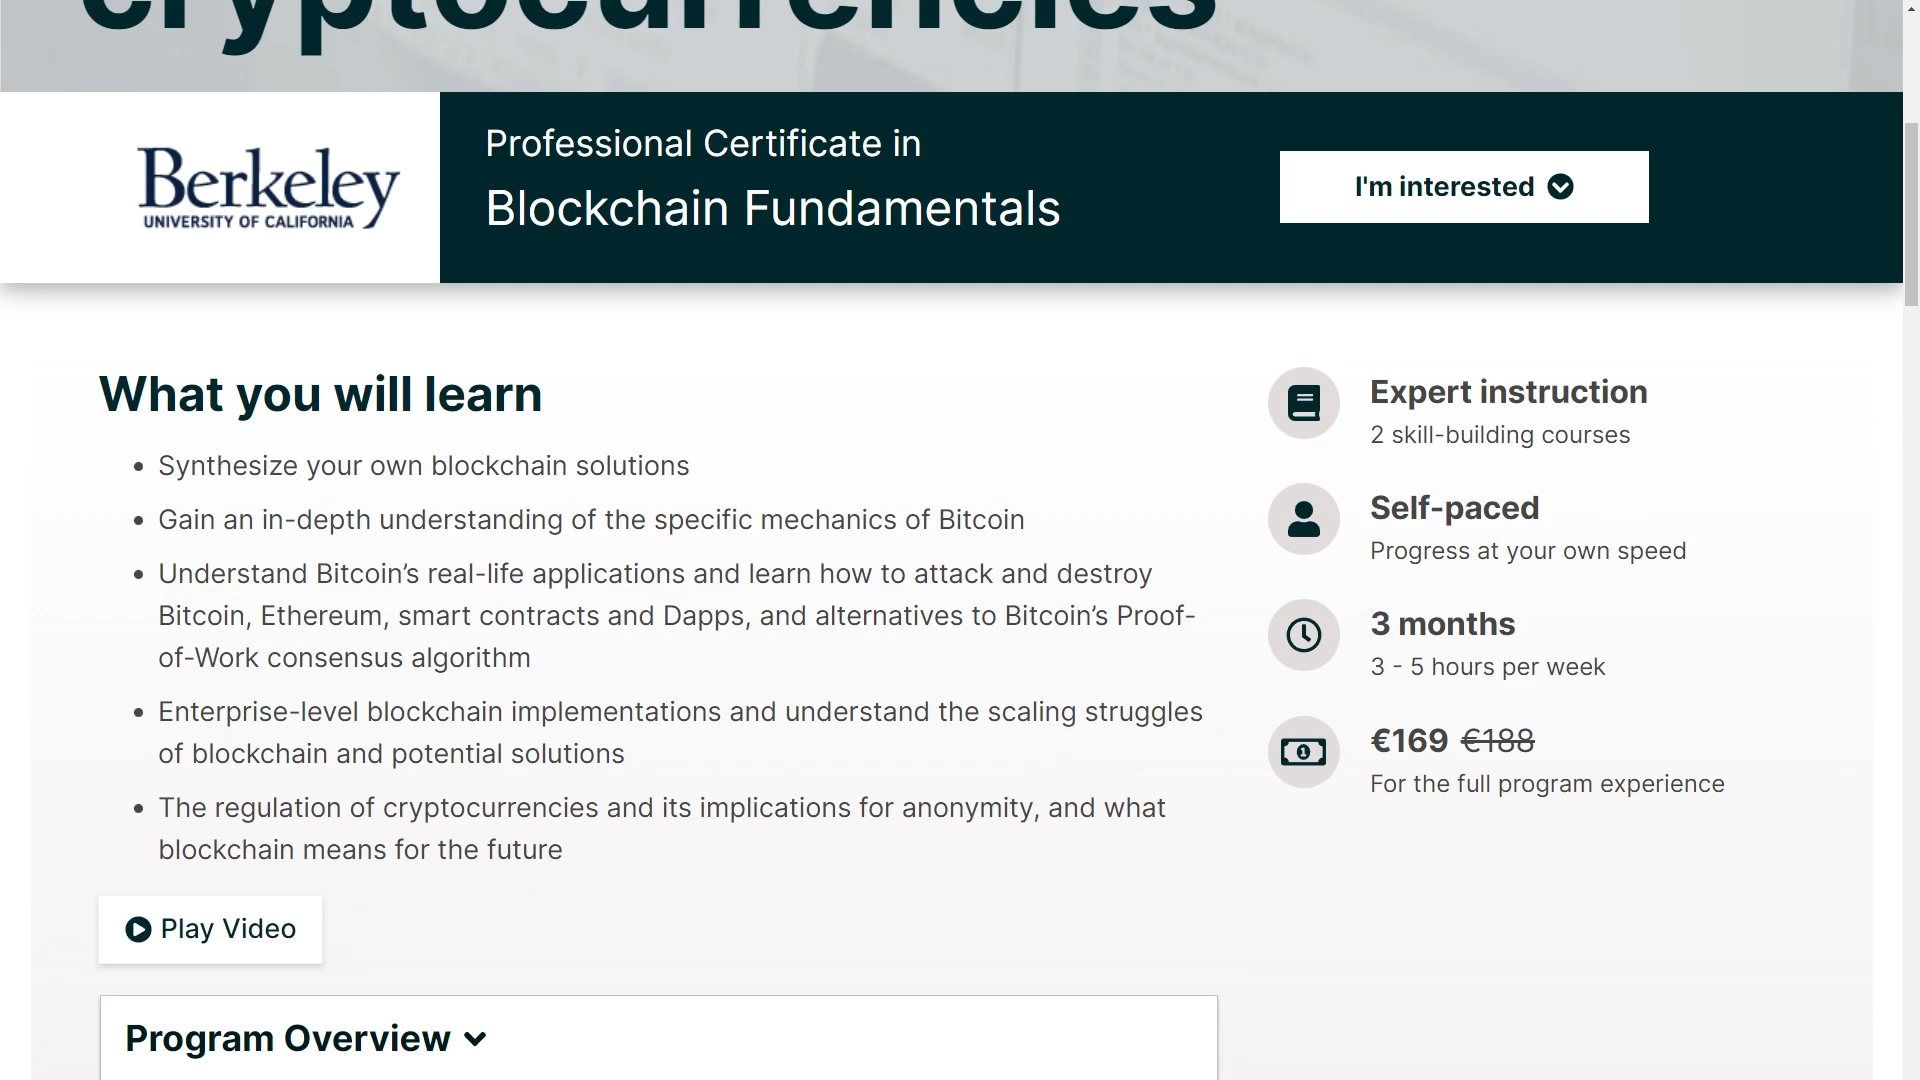 cryptocurrencies
Berkeley
UNIVERSITY OF CALIFORNIA
Professional Certificate in
Blockchain Fundamentals
I'm interested
What you will learn
Synthesize your own blockchain solutions
Gain an in-depth understanding of the specific mechanics of Bitcoin
Understand Bitcoin’s real-life applications and learn how to attack and destroy
Bitcoin, Ethereum, smart contracts and Dapps, and alternatives to Bitcoin’s Proof-
of-Work consensus algorithm
Enterprise-level blockchain implementations and understand the scaling struggles
of blockchain and potential solutions
The regulation of cryptocurrencies and its implications for anonymity, and what
blockchain means for the future
Play Video
Program Overview
Expert instruction
2 skill-building courses
Self-paced
Progress at your own speed
3 months
3 - 5 hours per week
€169 €188
For the full program experience